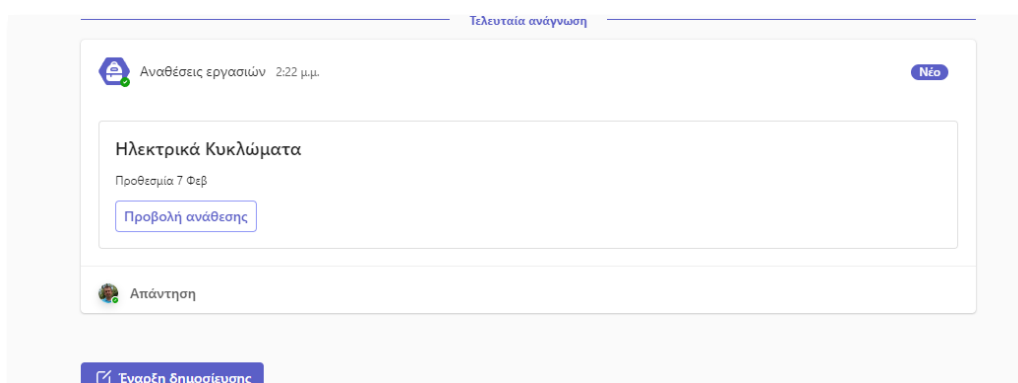 Τελευταία ανάγνωση
Αναθέσεις εργασιών 2:22 μ.μ.
Νέο
Ηλεκτρικά Κυκλώματα
Προθεσμία 7 Φεβ
Προβολή ανάθεσης
Απάντηση
Έναρξη δημοσίευσης